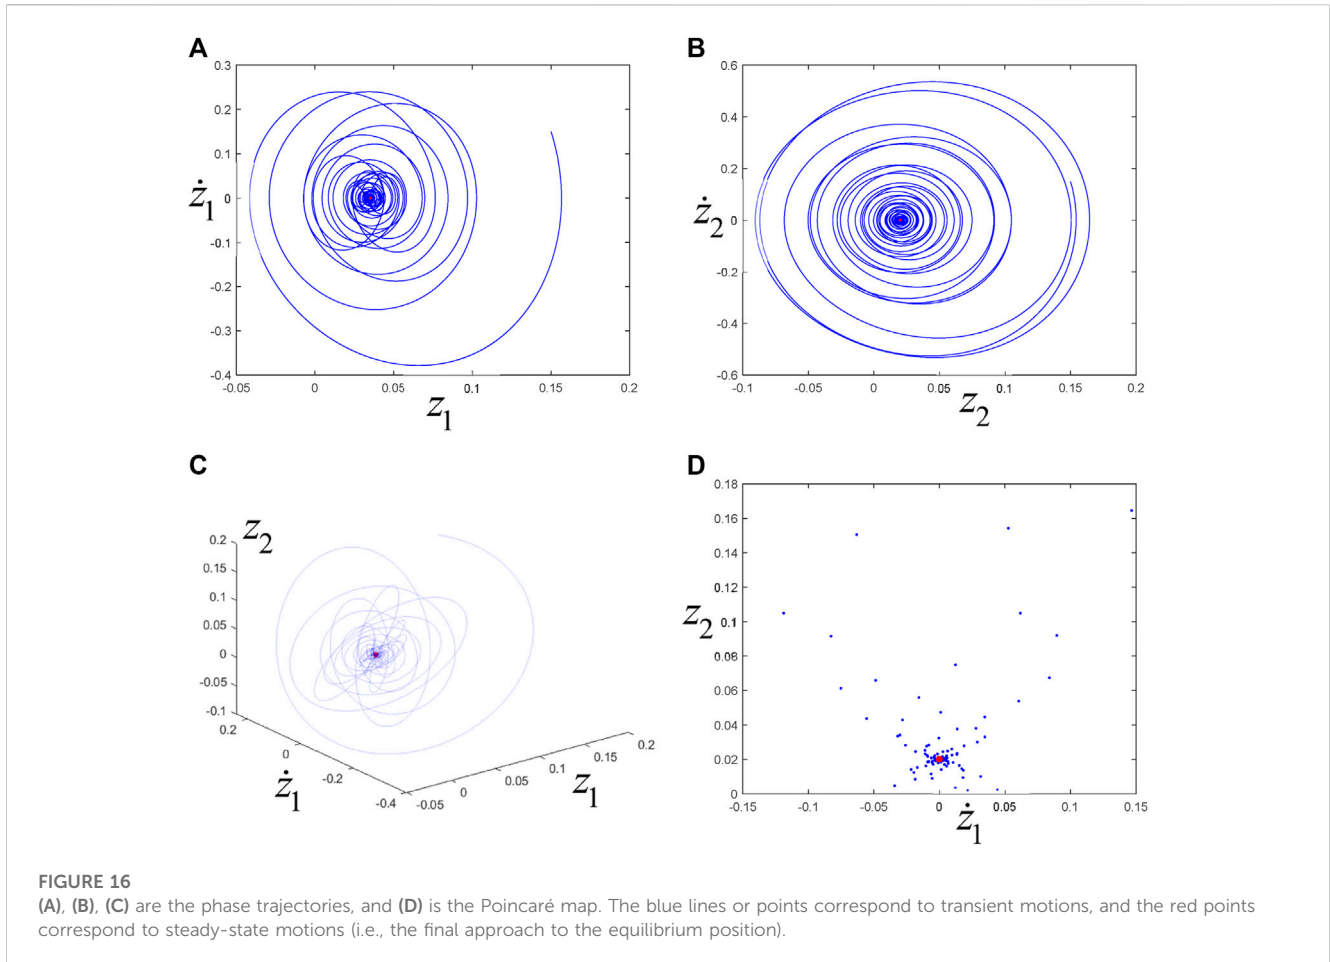 A
0.3
0.2
0.1
0
-0.1
-0.2
-0.3
-0.4
ż1
-0.05 0 0.05 0.1 0.15 0.2
z1
B
0.6
0.4
0.2
0
-0.2
-0.4
-0.6
ż2
-0.1 -0.05 0 0.05 0.1 0.15 0.2
z2
C
z2
0.2
0.15
0.1
0.05
0
-0.05
-0.1
0.2
0
-0.2
-0.4
ż1
-0.05 0 0.05 0.1 0.15 0.2
z1
D
0.18
0.16
0.14
0.12
0.1
0.08
0.06
0.04
0.02
0
z2
-0.15 -0.1 -0.05 0 0.05 0.1 0.15
ż1
FIGURE 16
(A), (B), (C) are the phase trajectories, and (D) is the Poincaré map. The blue lines or points correspond to transient motions, and the red points
correspond to steady-state motions (i.e., the final approach to the equilibrium position).